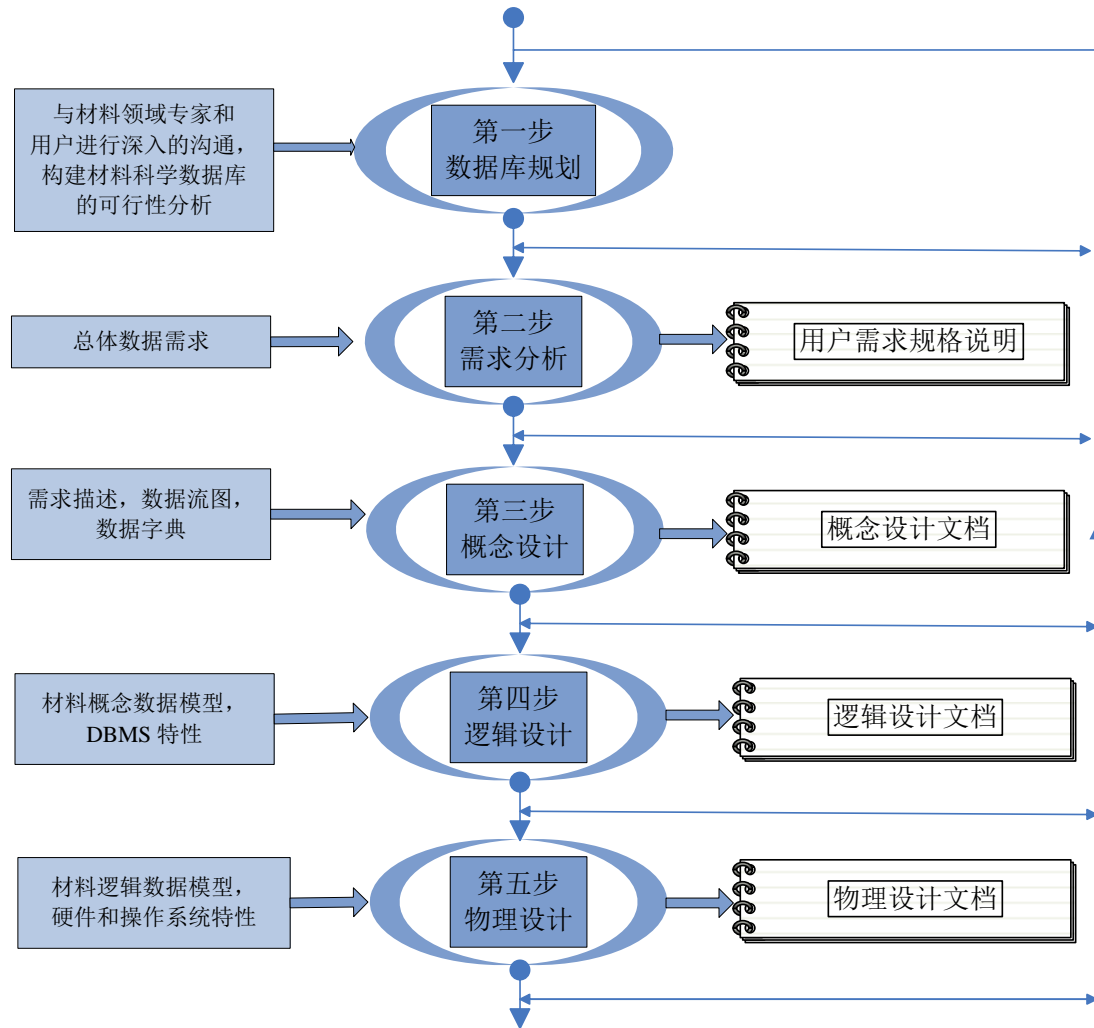 与材料领域专家和
用户进行深入的沟通，
构建材料科学数据库
的可行性分析
第一步
数据库规划
总体数据需求
第二步
需求分析
用户需求规格说明
需求描述，数据流图，
数据字典
第三步
概念设计
概念设计文档
材料概念数据模型，
DBMS 特性
第四步
逻辑设计
逻辑设计文档
材料逻辑数据模型，
硬件和操作系统特性
第五步
物理设计
物理设计文档